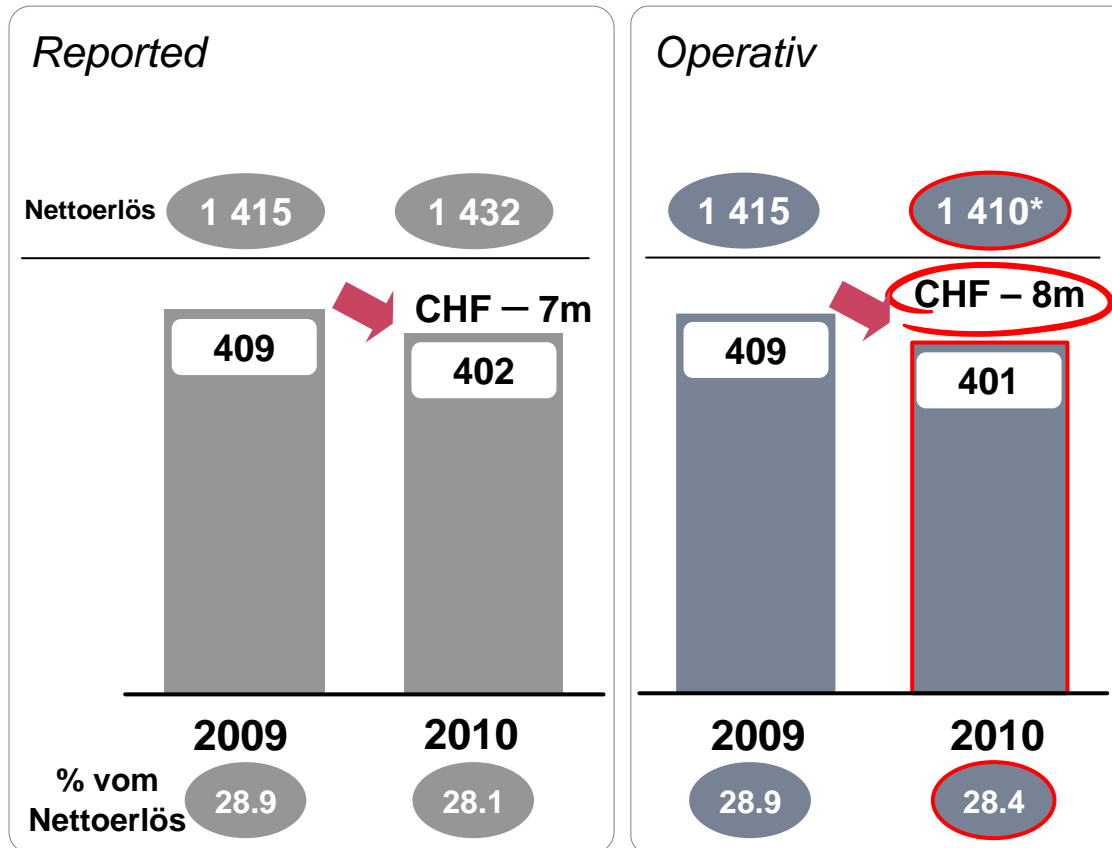 Reported
Nettoerlös 1 415 1 432
CHF – 7m
409
402
2009 2010
% vom
Nettoerlös
28.9 28.1
Operativ
1 415 1 410*
CHF – 8m
409
401
2009 2010
28.9 28.4